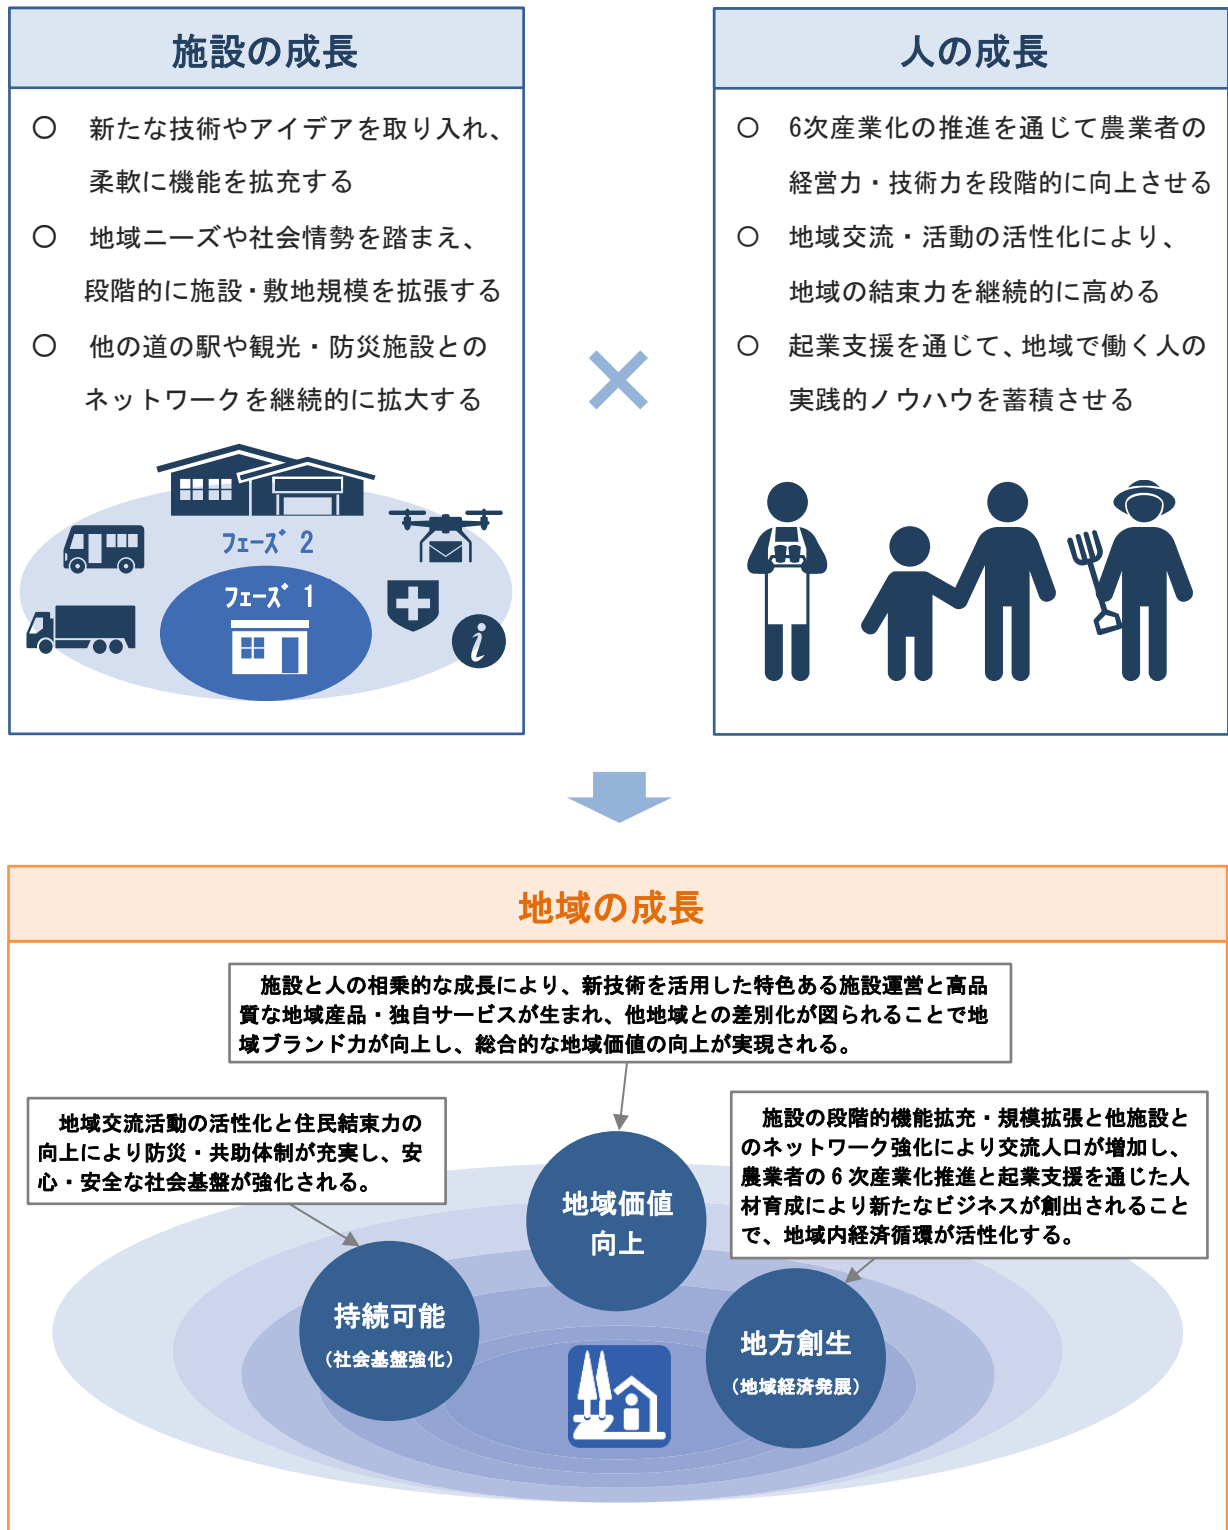 施設の成長
○ 新たな技術やアイデアを取り入れ、
柔軟に機能を拡充する
○ 地域ニーズや社会情勢を踏まえ、
段階的に施設・敷地規模を拡張する
○ 他の道の駅や観光・防災施設との
ネットワークを継続的に拡大する
フェーズ 2
フェーズ 1
i
人の成長
○ 6次産業化の推進を通じて農業者の
経営力・技術力を段階的に向上させる
○ 地域交流・活動の活性化により、
地域の結束力を継続的に高める
○ 起業支援を通じて、地域で働く人の
実践的ノウハウを蓄積させる
地域の成長
施設と人の相乗的な成長により、新技術を活用した特色ある施設運営と高品
質な地域産品・独自サービスが生まれ、他地域との差別化が図られることで地
域ブランド力が向上し、総合的な地域価値の向上が実現される。
地域交流活動の活性化と住民結束力の
向上により防災・共助体制が充実し、安
心・安全な社会基盤が強化される。
施設の段階的機能拡充・規模拡張と他施設と
のネットワーク強化により交流人口が増加し、
農業者の6次産業化推進と起業支援を通じた人
材育成により新たなビジネスが創出されること
で、地域内経済循環が活性化する。
地域価値
向上
持続可能
（社会基盤強化）
地方創生
（地域経済発展）